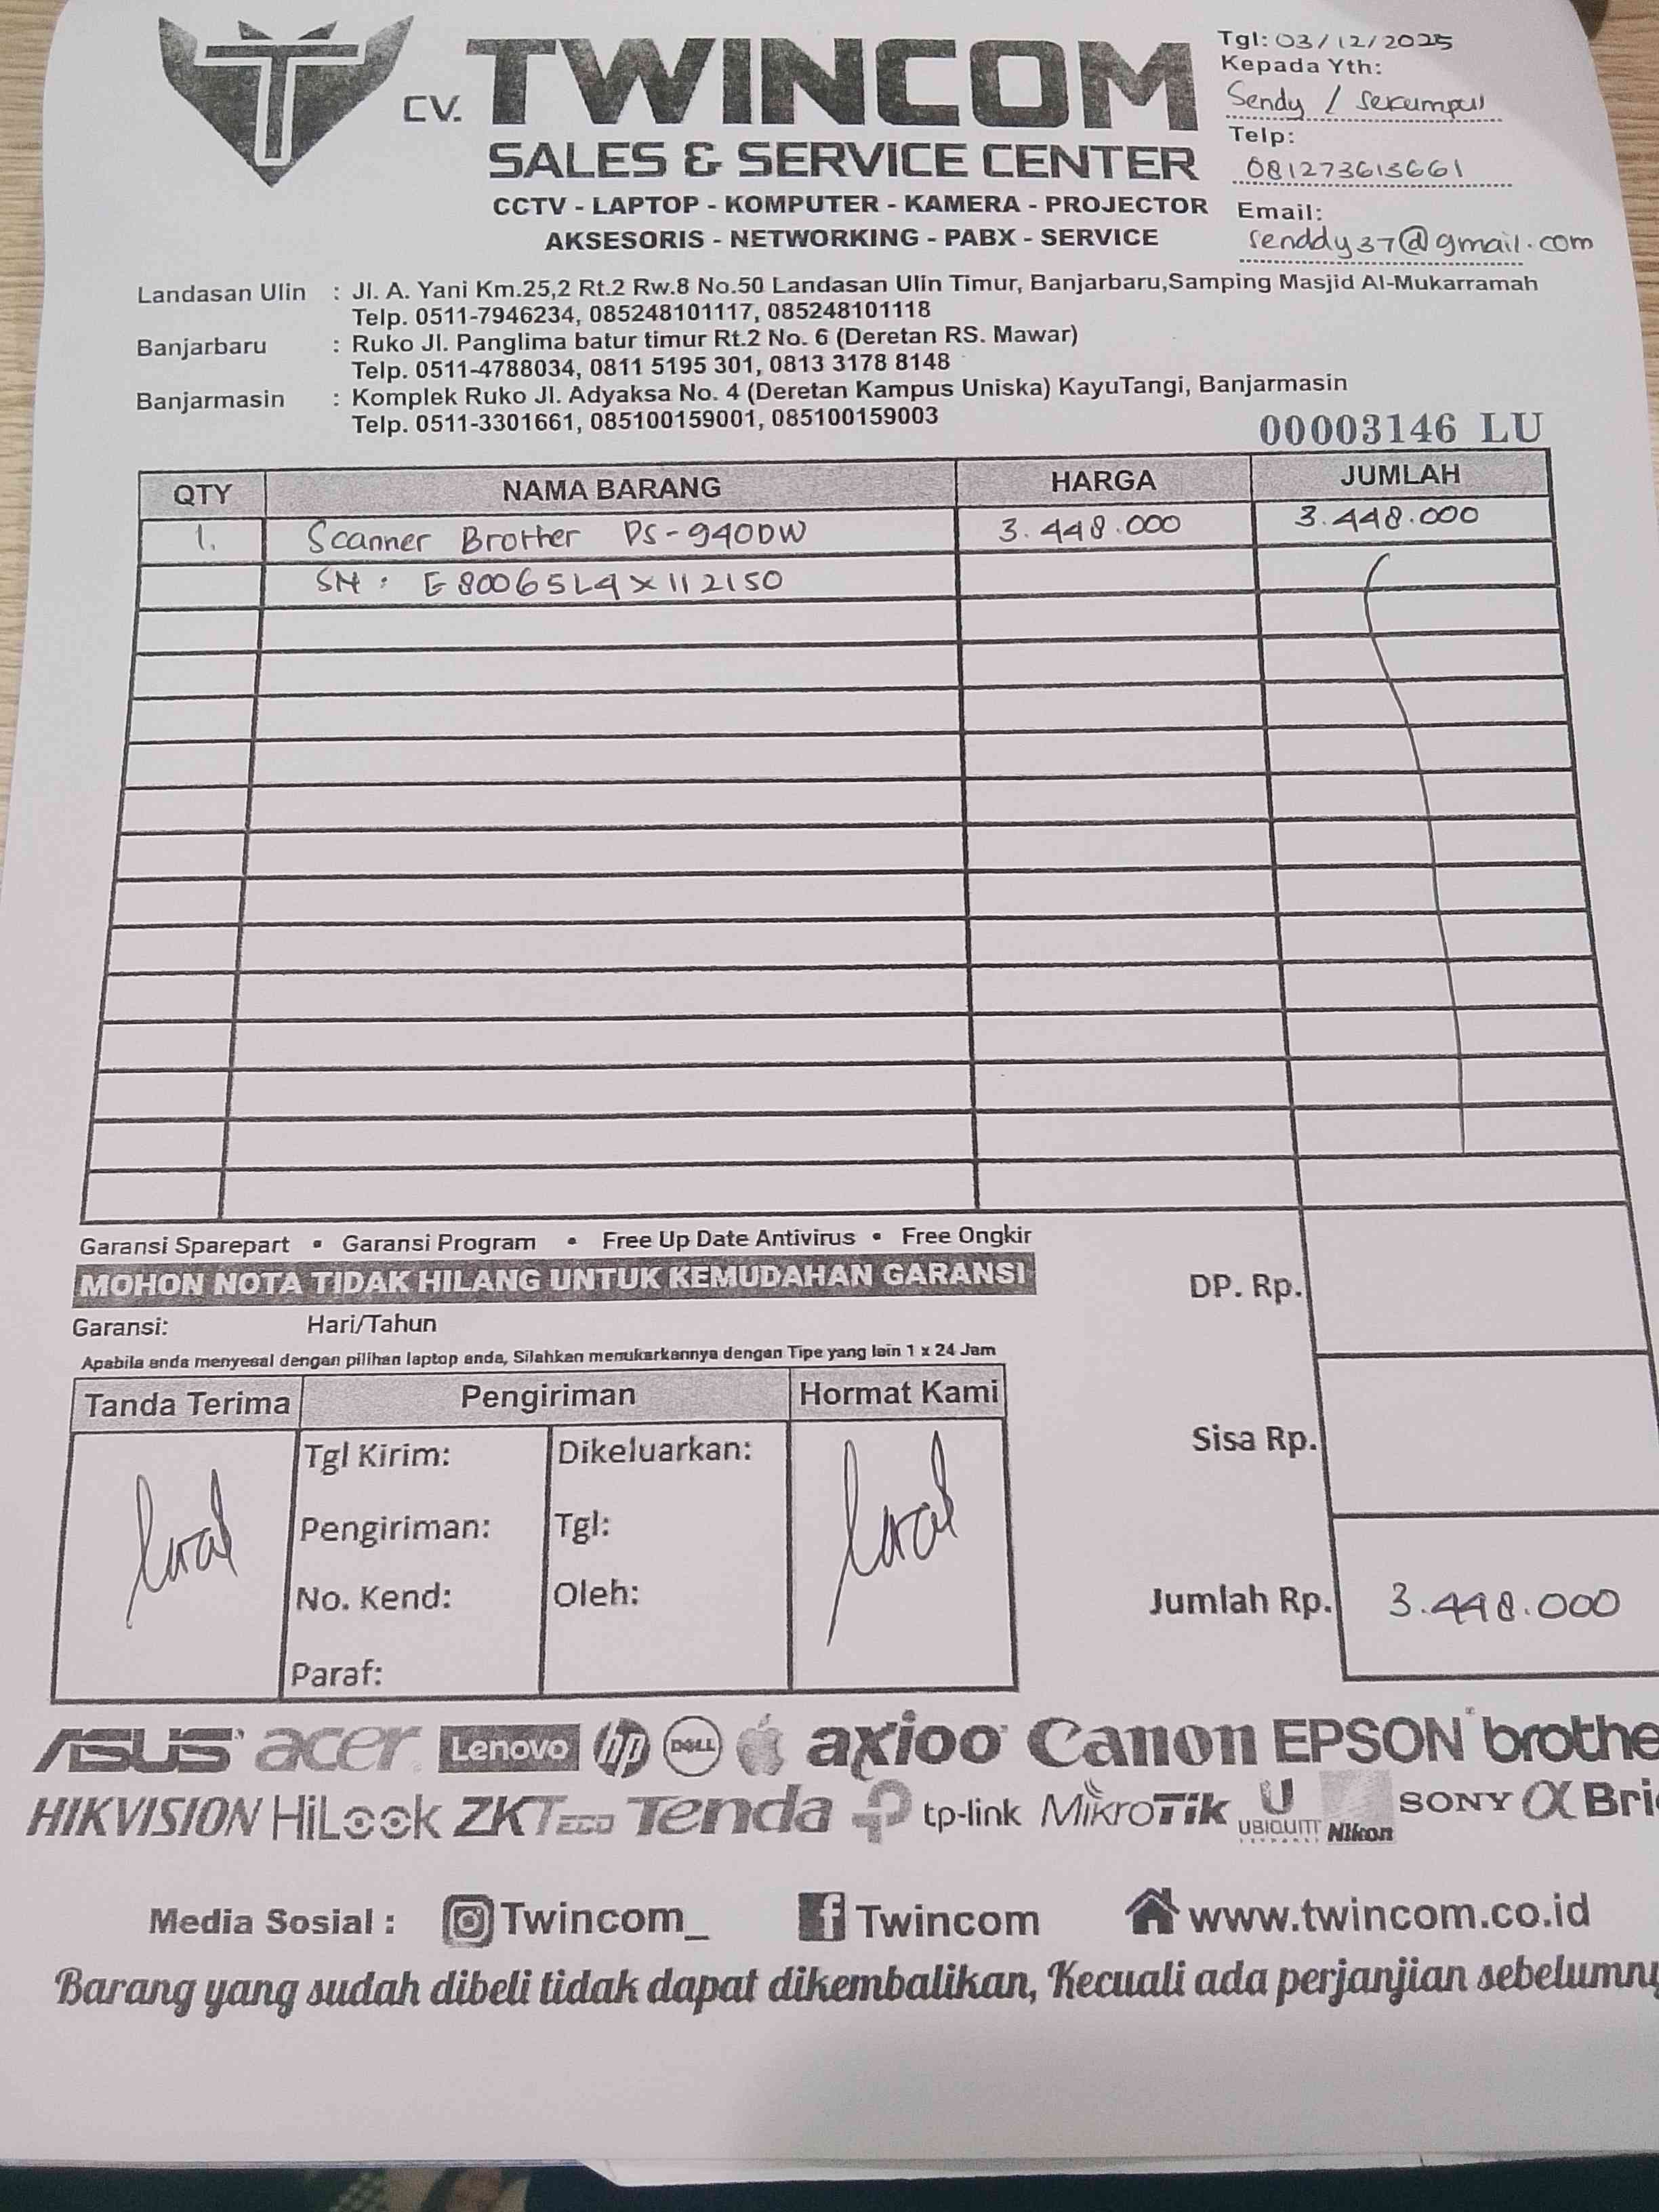 CV. TWINCOM
SALES & SERVICE CENTER
CCTV - LAPTOP - KOMPUTER - KAMERA - PROJECTOR
AKSESORIS - NETWORKING - PABX - SERVICE
Tgl: 03/12/2025
Kepada Yth:
Sendy / Sekumpul
Telp:
081273613661
Email:
senddy37@gmail.com
Landasan Ulin : Jl. A. Yani Km.25,2 Rt.2 Rw.8 No.50 Landasan Ulin Timur, Banjarbaru,Samping Masjid Al-Mukarramah
Telp. 0511-7946234, 085248101117, 085248101118
Banjarbaru : Ruko Jl. Panglima batur timur Rt.2 No. 6 (Deretan RS. Mawar)
Telp. 0511-4788034, 0811 5195 301, 0813 3178 8148
Banjarmasin : Komplek Ruko Jl. Adyaksa No. 4 (Deretan Kampus Uniska) KayuTangi, Banjarmasin
Telp. 0511-3301661, 085100159001, 085100159003
00003146 LU
QTY NAMA BARANG HARGA JUMLAH
1. Scanner Brother DS-940DW 3.448.000 3.448.000
SN : E80065L4X112150
Garansi Sparepart • Garansi Program • Free Up Date Antivirus • Free Ongkir
MOHON NOTA TIDAK HILANG UNTUK KEMUDAHAN GARANSI
Garansi: Hari/Tahun
Apabila anda menyesal dengan pilihan laptop anda, Silahkan menukarkannya dengan Tipe yang lain 1 x 24 Jam
DP. Rp.
Sisa Rp.
Jumlah Rp. 3.448.000
Tanda Terima Pengiriman Hormat Kami
Tgl Kirim: Dikeluarkan:
Pengiriman: Tgl:
No. Kend: Oleh:
Paraf:
ASUS acer Lenovo hp DELL axioo Canon EPSON brothe
HIKVISION HiLook ZKTeco Tenda tp-link MikroTik U UBIQUITI Nikon SONY α Bri
Media Sosial : Twincom_ Twincom www.twincom.co.id
Barang yang sudah dibeli tidak dapat dikembalikan, Kecuali ada perjanjian sebelumny